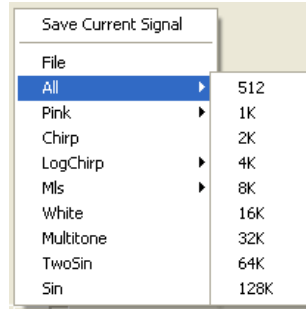 Save Current Signal
File
All
Pink
Chirp
LogChirp
Mls
White
Multitone
TwoSin
Sin
512
1K
2K
4K
8K
16K
32K
64K
128K